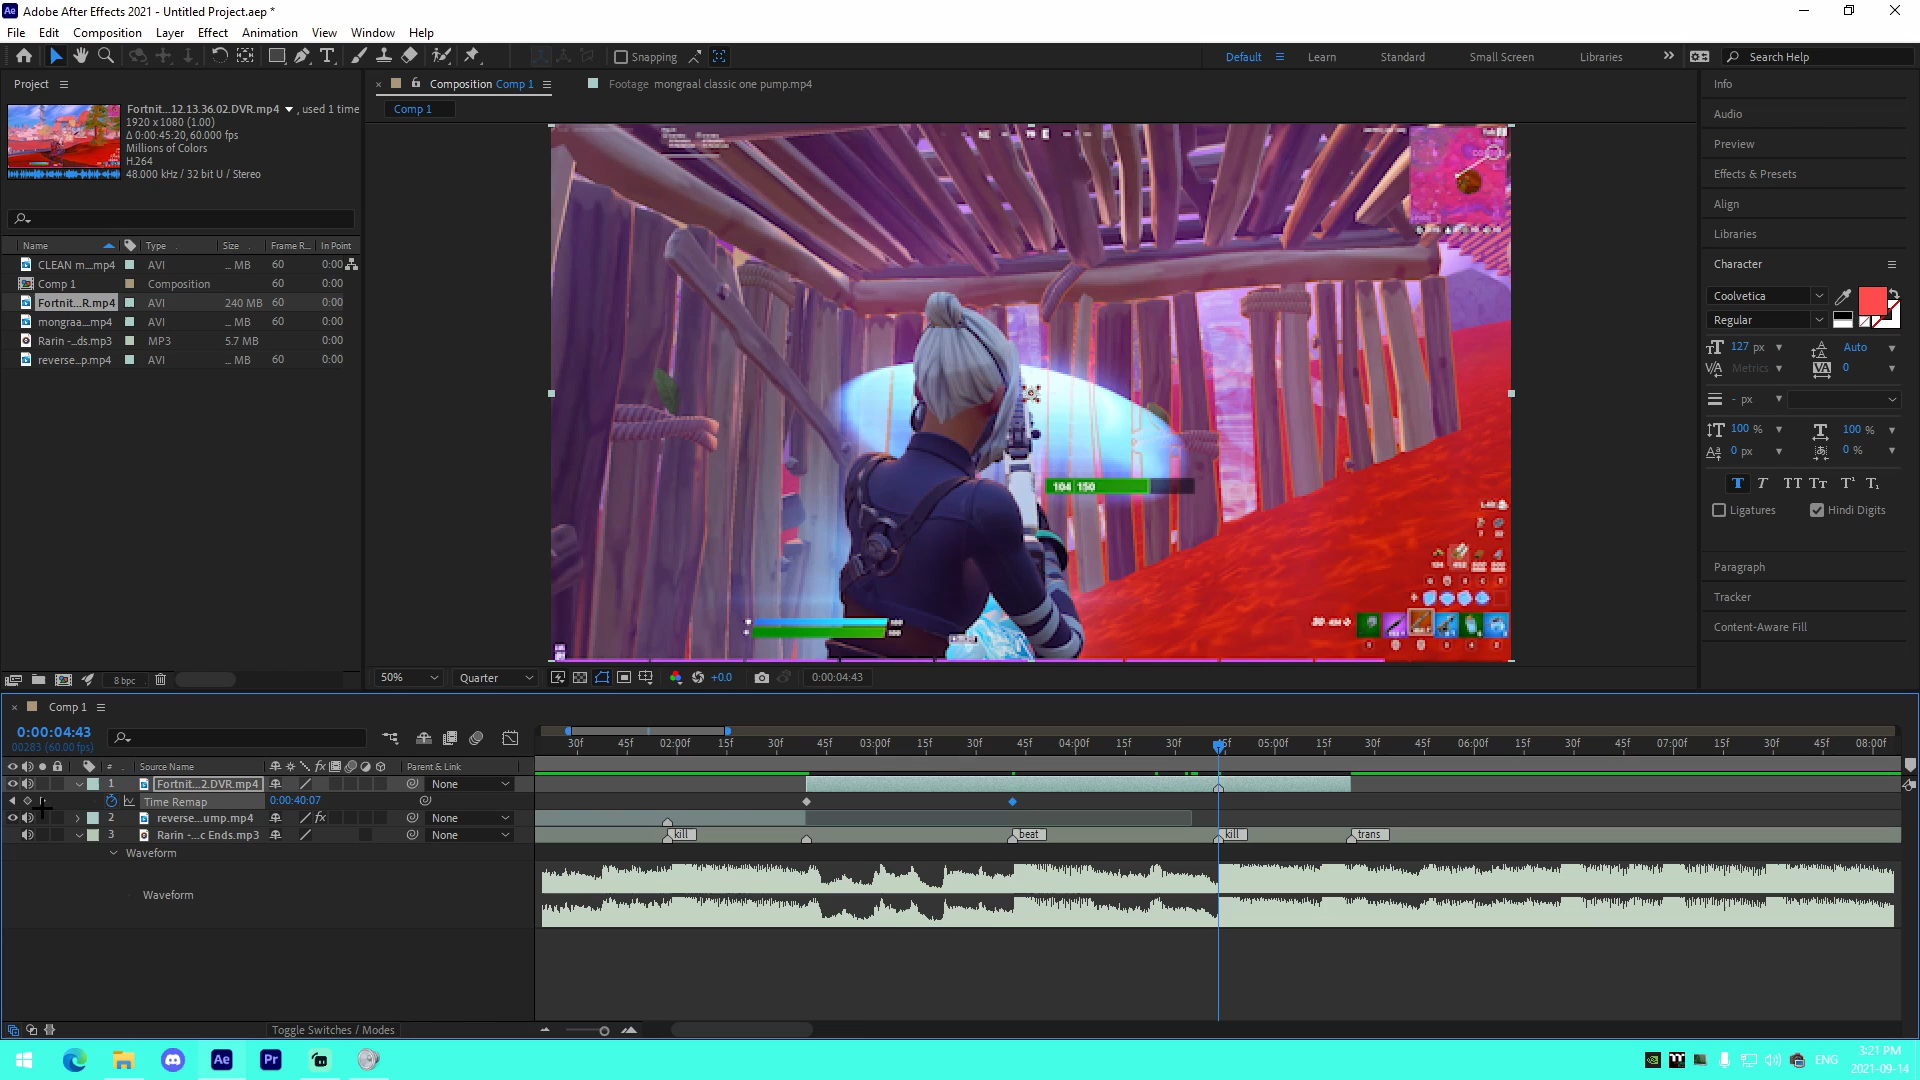 Adobe After Effects 2021 - Untitled Project.aep *
File Edit Composition Layer Effect Animation View Window Help
Snapping
Default Learn Standard Small Screen Libraries Search Help
Project
Fortnit...12.13.36.02.DVR.mp4 , used 1 time
1920 x 1080 (1.00)
Δ 0:00:45:20, 60.000 fps
Millions of Colors
H.264
48.000 kHz / 32 bit U / Stereo
Name Type Size Frame R... In Point
CLEAN m....mp4 AVI ... MB 60 0:00
Comp 1 Composition 60 0:00
Fortnit...R.mp4 AVI 240 MB 60 0:00
mongraa....mp4 AVI ... MB 60 0:00
Rarin -...ds.mp3 MP3 5.7 MB 0:00
reverse...p.mp4 AVI ... MB 60 0:00
8 bpc
Composition Comp 1
Footage mongraal classic one pump.mp4
Comp 1
104 150
50% Quarter +0.0 0:00:04:43
Info
Audio
Preview
Effects & Presets
Align
Libraries
Character
Coolvetica
Regular
127 px Auto
Metrics 0
- px
100 % 100 %
0 px 0 %
Ligatures Hindi Digits
Paragraph
Tracker
Content-Aware Fill
Comp 1
0:00:04:43
00283 (60.00 fps)
30f 45f 02:00f 15f 30f 45f 03:00f 15f 30f 45f 04:00f 15f 30f 45f 05:00f 15f 30f 45f 06:00f 15f 30f 45f 07:00f 15f 30f 45f 08:00f
# Source Name Parent & Link
1 Fortnit...2.DVR.mp4 None
Time Remap 0:00:40:07
2 reverse...ump.mp4 None
3 Rarin -...c Ends.mp3 None
kill beat kill trans
Waveform
Waveform
Toggle Switches / Modes
Ae Pr
ENG
3:21 PM
2021-09-14